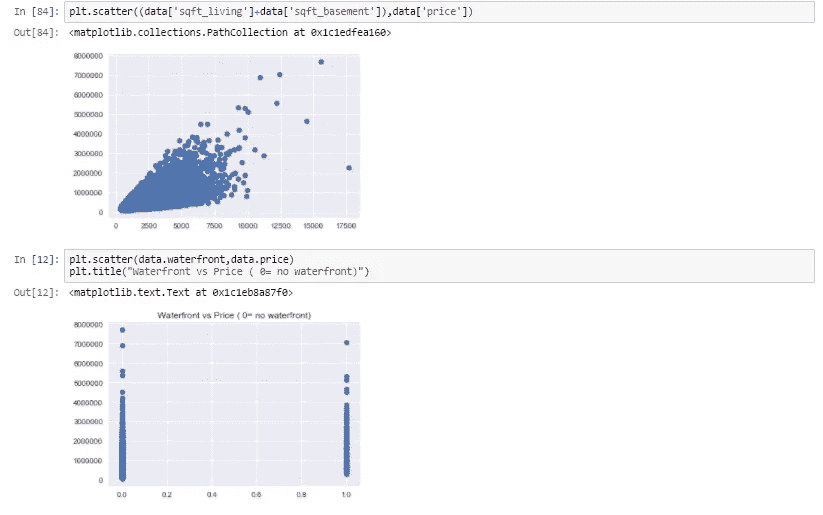 In [84]: plt.scatter((data['sqft_living']+data['sqft_basement']),data['price'])
Out[84]: <matplotlib.collections.PathCollection at 0x1c1edfea160>
8000000
7000000
6000000
5000000
4000000
3000000
2000000
1000000
0
0 2500 5000 7500 10000 12500 15000 17500
In [12]: plt.scatter(data.waterfront,data.price)
plt.title("Waterfront vs Price ( 0= no waterfront)")
Out[12]: <matplotlib.text.Text at 0x1c1eb8a87f0>
Waterfront vs Price ( 0= no waterfront)
8000000
7000000
6000000
5000000
4000000
3000000
2000000
1000000
0
0.0 0.2 0.4 0.6 0.8 1.0